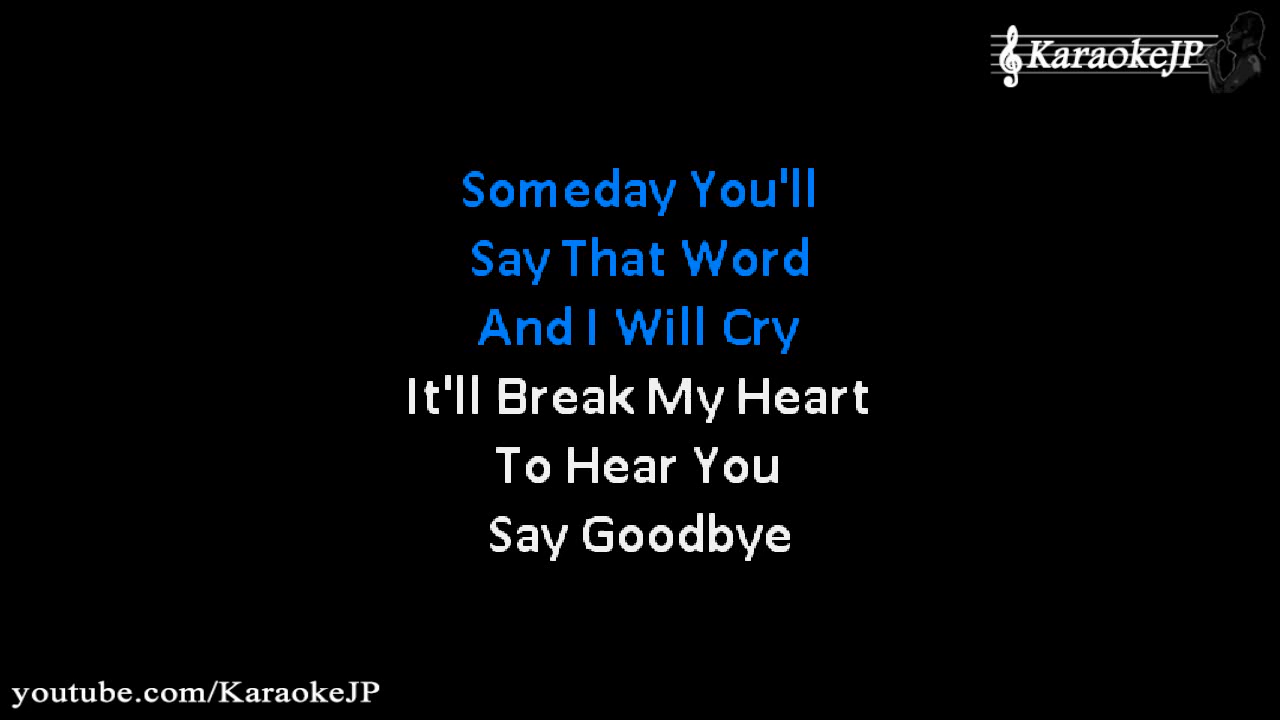 KaraokeJP
Someday You'll
Say That Word
And I Will Cry
It'll Break My Heart
To Hear You
Say Goodbye
youtube.com/KaraokeJP